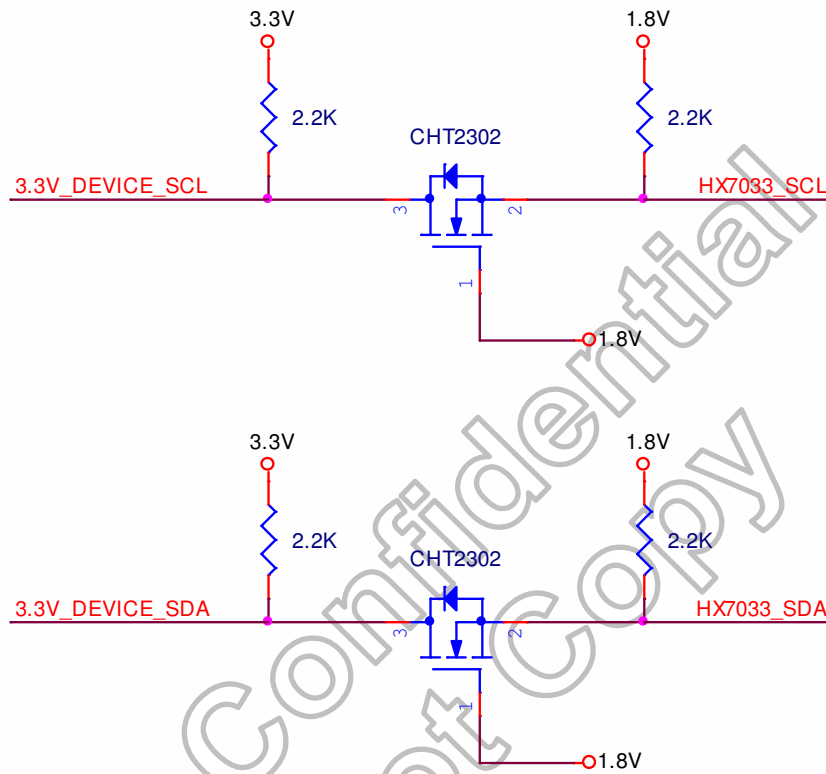 3.3V
1.8V
2.2K
2.2K
CHT2302
3.3V_DEVICE_SCL
HX7033_SCL
3
2
1
1.8V
3.3V
1.8V
2.2K
2.2K
CHT2302
3.3V_DEVICE_SDA
HX7033_SDA
3
2
1
1.8V
Confidential
Copy